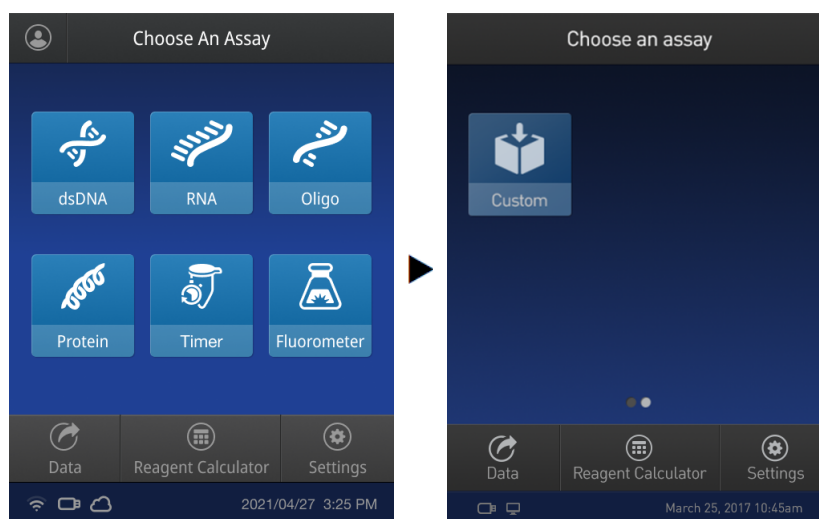 Choose An Assay
dsDNA RNA Oligo
Protein Timer Fluorometer
Data Reagent Calculator Settings
2021/04/27 3:25 PM
Choose an assay
Custom
Data Reagent Calculator Settings
March 25, 2017 10:45am